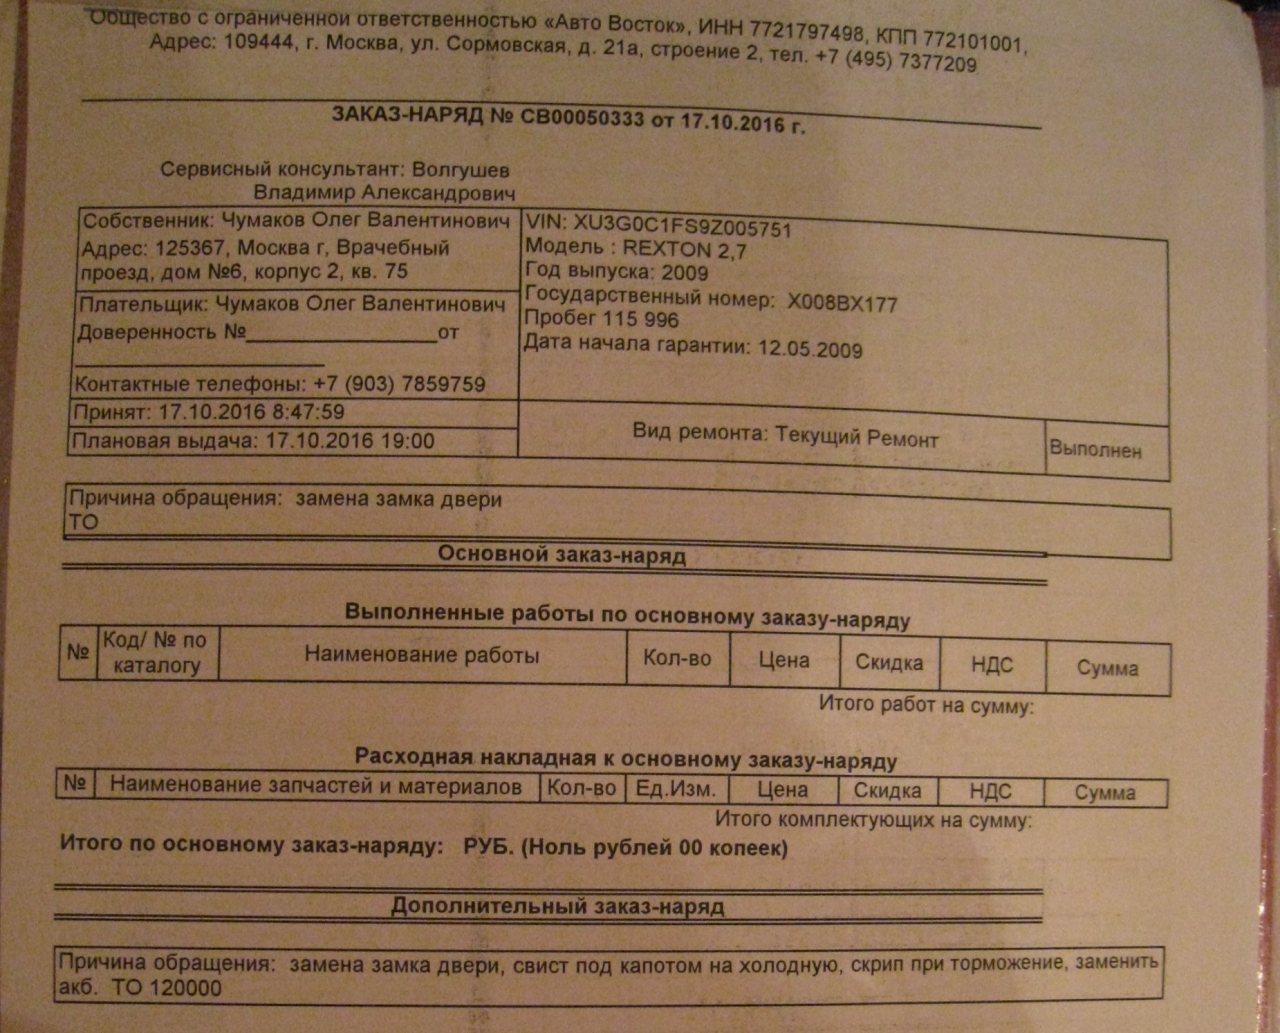 Общество с ограниченной ответственностью «Авто Восток», ИНН 7721797498, КПП 772101001,
Адрес: 109444, г. Москва, ул. Сормовская, д. 21а, строение 2, тел. +7 (495) 7377209
ЗАКАЗ-НАРЯД № СВ00050333 от 17.10.2016 г.
Сервисный консультант: Волгушев
Владимир Александрович
Собственник: Чумаков Олег Валентинович
Адрес: 125367, Москва г, Врачебный
проезд, дом №6, корпус 2, кв. 75
Плательщик: Чумаков Олег Валентинович
Доверенность №_________________от
______________________
Контактные телефоны: +7 (903) 7859759
Принят: 17.10.2016 8:47:59
Плановая выдача: 17.10.2016 19:00
VIN: XU3G0C1FS9Z005751
Модель : REXTON 2,7
Год выпуска: 2009
Государственный номер: Х008ВХ177
Пробег 115 996
Дата начала гарантии: 12.05.2009
Вид ремонта: Текущий Ремонт
Выполнен
Причина обращения: замена замка двери
ТО
Основной заказ-наряд
Выполненные работы по основному заказу-наряду
№ Код/ № по каталогу Наименование работы Кол-во Цена Скидка НДС Сумма
Итого работ на сумму:
Расходная накладная к основному заказу-наряду
№ Наименование запчастей и материалов Кол-во Ед.Изм. Цена Скидка НДС Сумма
Итого комплектующих на сумму:
Итого по основному заказ-наряду: РУБ. (Ноль рублей 00 копеек)
Дополнительный заказ-наряд
Причина обращения: замена замка двери, свист под капотом на холодную, скрип при торможение, заменить
акб. ТО 120000